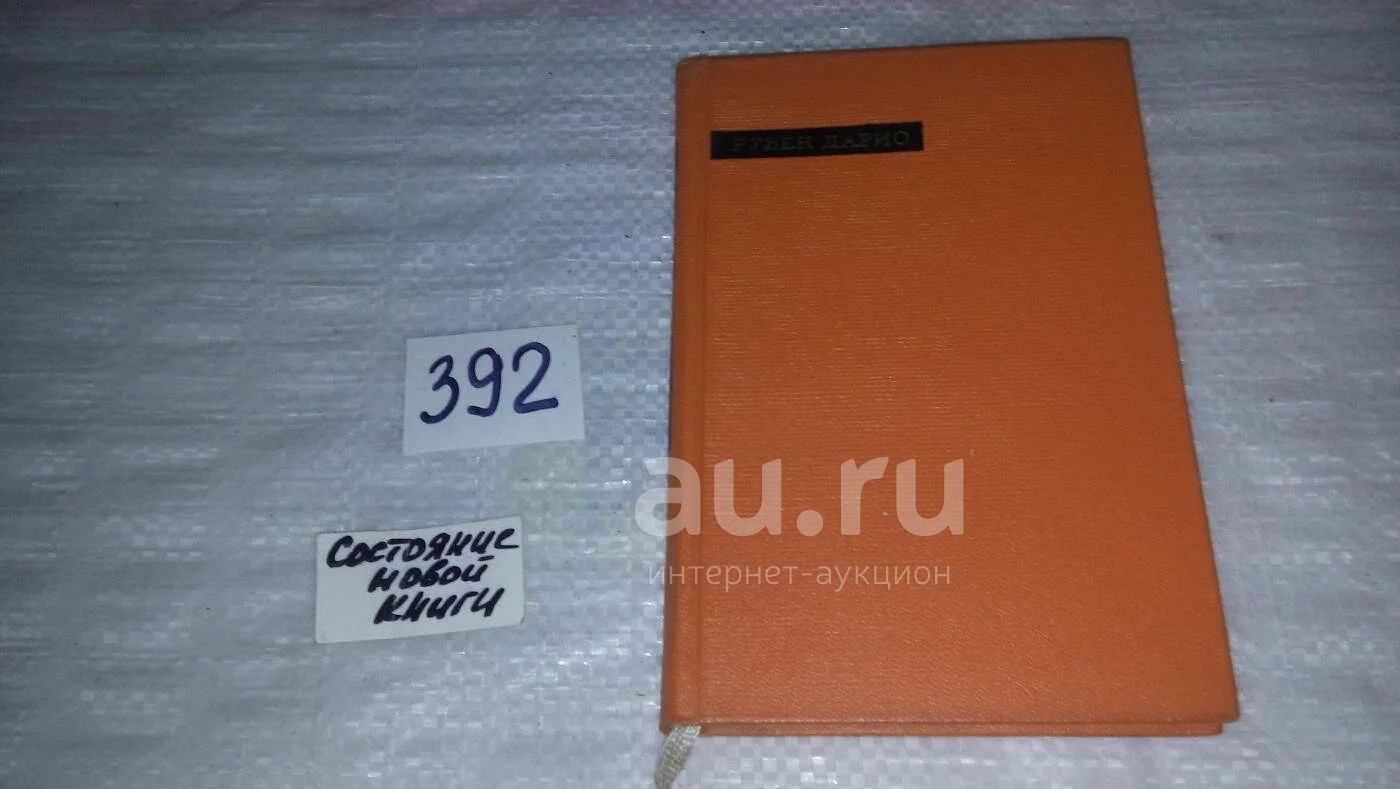 РУБЕН ДАРИО
392
Состояние
новой
книги
au.ru
интернет-аукцион